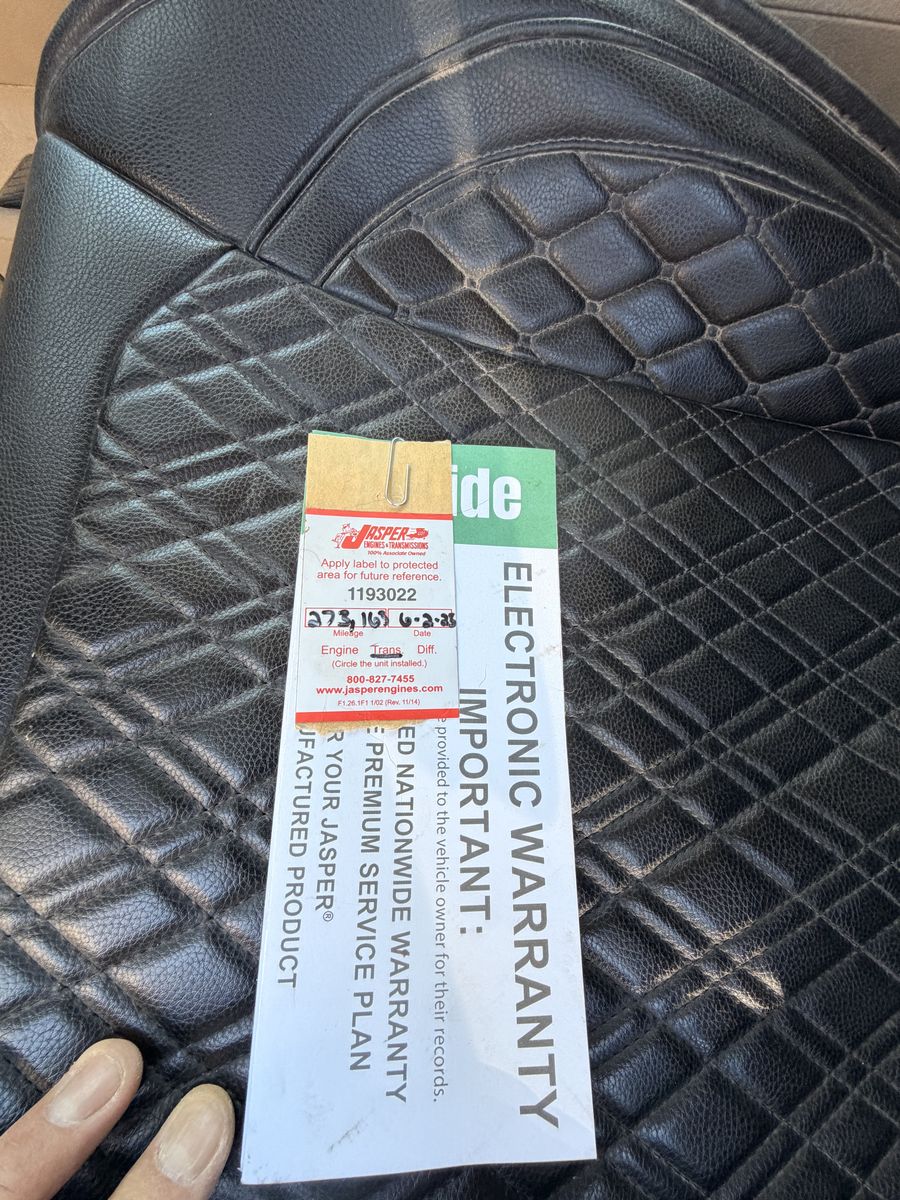 JASPER
ENGINES & TRANSMISSIONS
100% Associate Owned
Apply label to protected
area for future reference.
1193022
6-2-25
Mileage Date
Engine Trans. Diff.
(Circle the unit installed.)
800-827-7455
www.jasperengines.com
F1.26.1F1 1/02 (Rev. 11/14)
ide
ELECTRONIC WARRANTY
IMPORTANT:
e provided to the vehicle owner for their records.
ED NATIONWIDE WARRANTY
E PREMIUM SERVICE PLAN
R YOUR JASPER®
UFACTURED PRODUCT